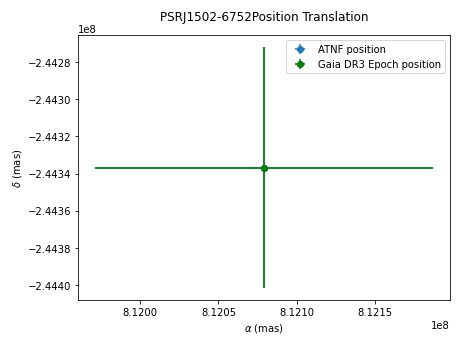 PSRJ1502-6752Position Translation
1e8
ATNF position
Gaia DR3 Epoch position
−2.4428
−2.4430
−2.4432
−2.4434
−2.4436
−2.4438
−2.4440
δ (mas)
8.1200 8.1205 8.1210 8.1215
α (mas)
1e8